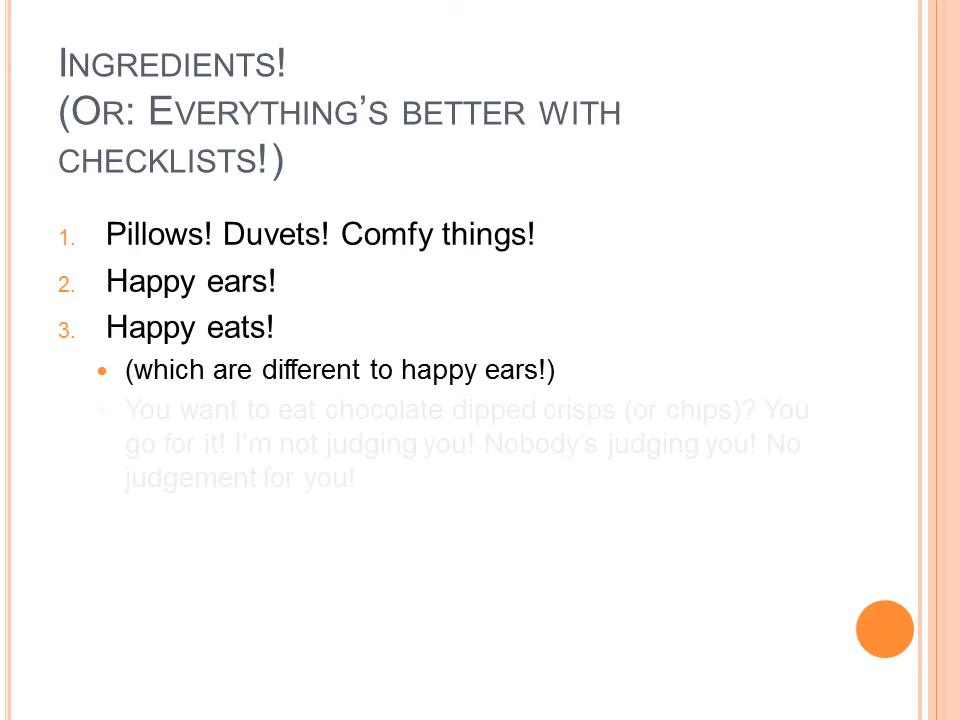 Ingredients!
(Or: Everything’s better with
checklists!)
1. Pillows! Duvets! Comfy things!
2. Happy ears!
3. Happy eats!
• (which are different to happy ears!)
• You want to eat chocolate dipped crisps (or chips)? You
go for it! I’m not judging you! Nobody’s judging you! No
judgement for you!